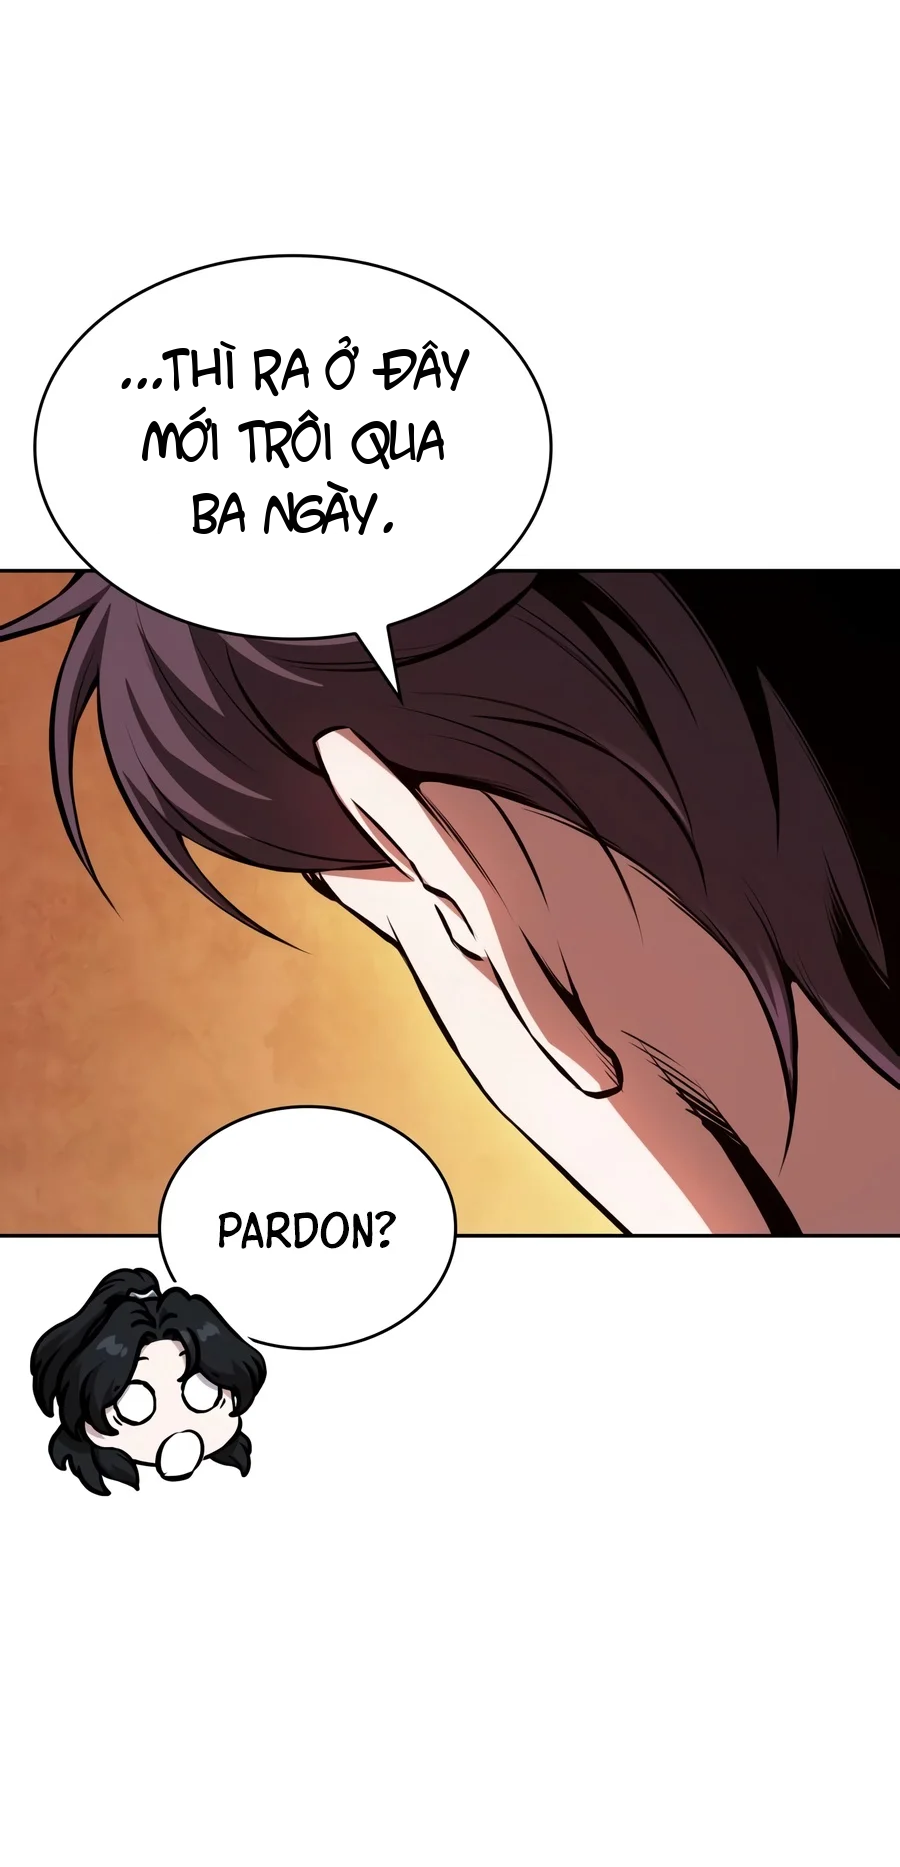 ...THÌ RA Ở ĐÂY
MỚI TRÔI QUA
BA NGÀY.
PARDON?